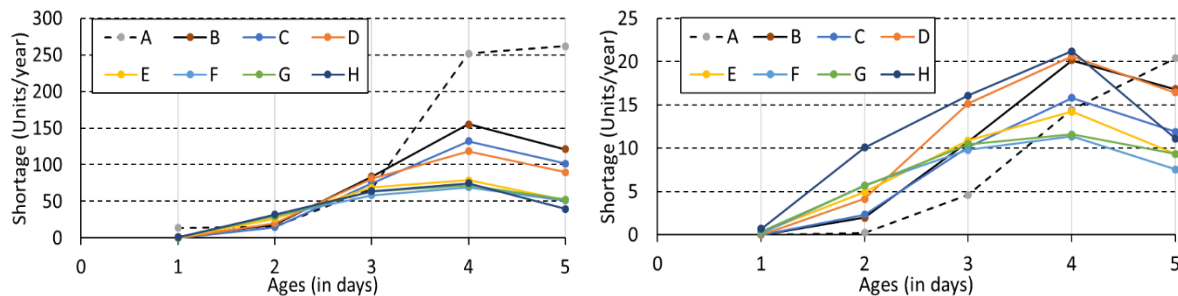 300
250
200
150
100
50
0
Shortage (Units/year)
A B C D
E F G H
0 1 2 3 4 5
Ages (in days)
25
20
15
10
5
0
Shortage (Units/year)
A B C D
E F G H
0 1 2 3 4 5
Ages (in days)